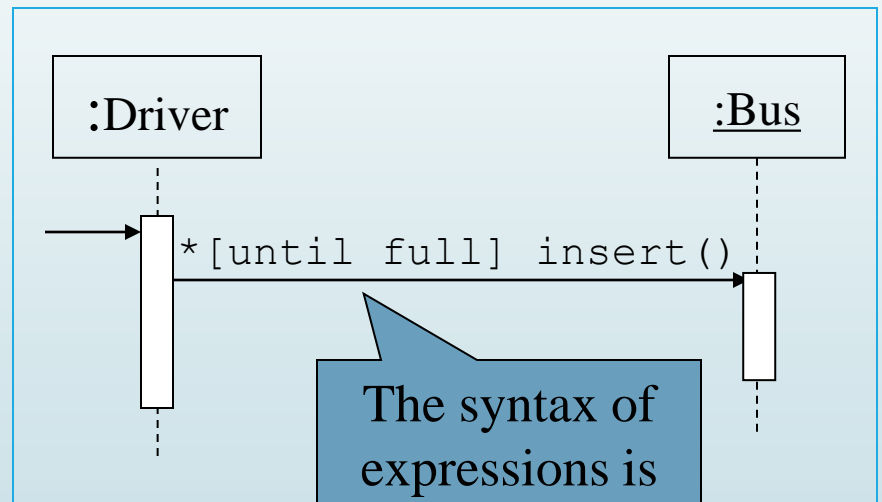 :Driver
:Bus
*[until full] insert()
The syntax of
expressions is